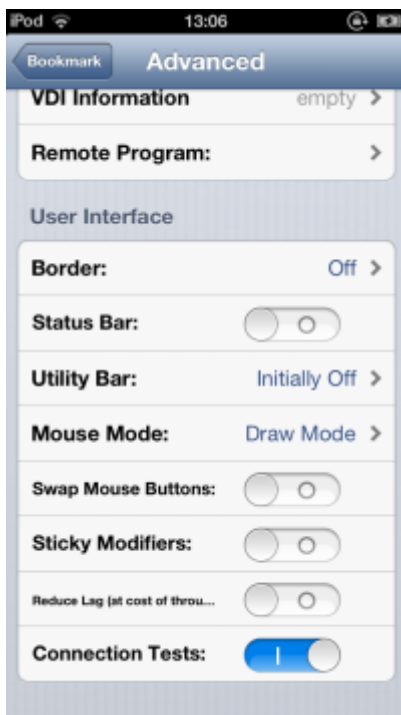 iPod 13:06
Bookmark Advanced
VDI Information empty
Remote Program:
User Interface
Border: Off
Status Bar:
Utility Bar: Initially Off
Mouse Mode: Draw Mode
Swap Mouse Buttons:
Sticky Modifiers:
Reduce Lag (at cost of throu...
Connection Tests: